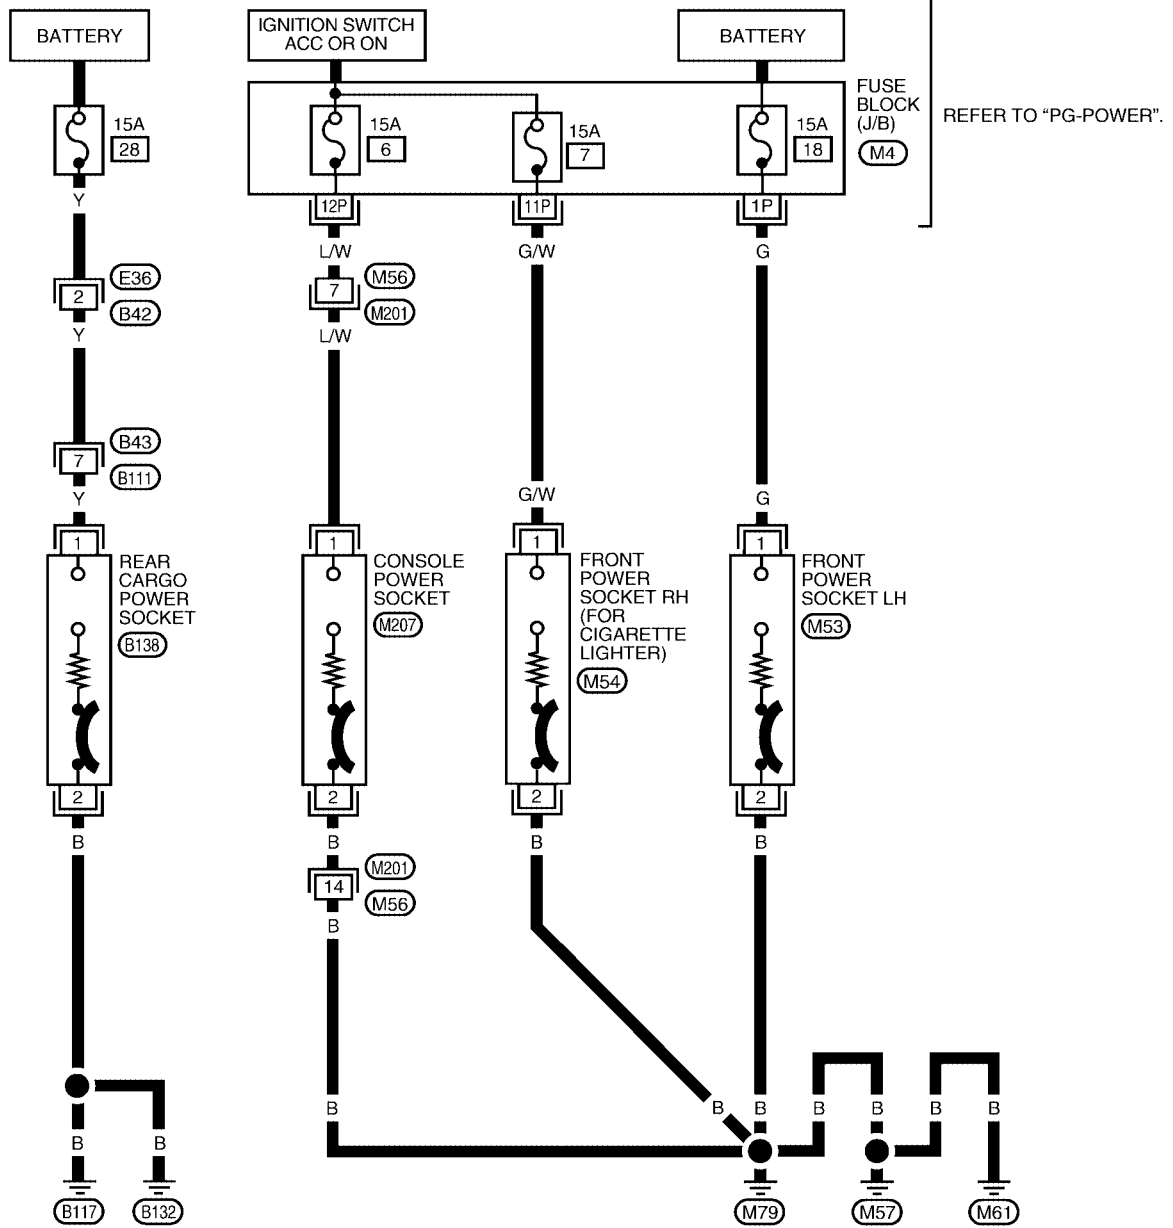 BATTERY
IGNITION SWITCH
ACC OR ON
BATTERY
FUSE
BLOCK
(J/B)
M4
REFER TO “PG-POWER”.
15A
28
15A
6
15A
7
15A
18
Y
12P
11P
1P
L/W
G/W
G
2
E36
B42
7
M56
M201
Y
L/W
7
B43
B111
Y
G/W
G
1
REAR
CARGO
POWER
SOCKET
B138
1
CONSOLE
POWER
SOCKET
M207
1
FRONT
POWER
SOCKET RH
(FOR
CIGARETTE
LIGHTER)
M54
1
FRONT
POWER
SOCKET LH
M53
2
2
2
2
B
B
B
B
14
M201
M56
B
B
B
B
B
B
B
B
B
B
B117
B132
M79
M57
M61